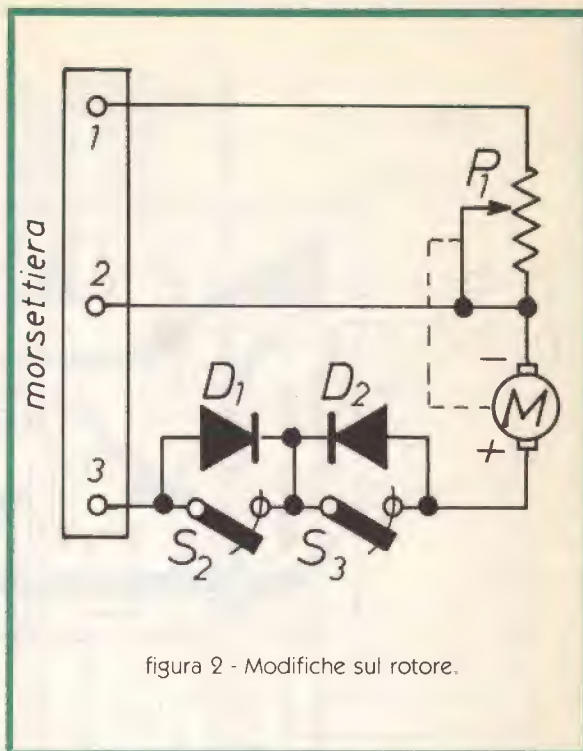 morsettiera
1
2
3
P1
D1
D2
S2
S3
-
M
+
figura 2 - Modifiche sul rotore.